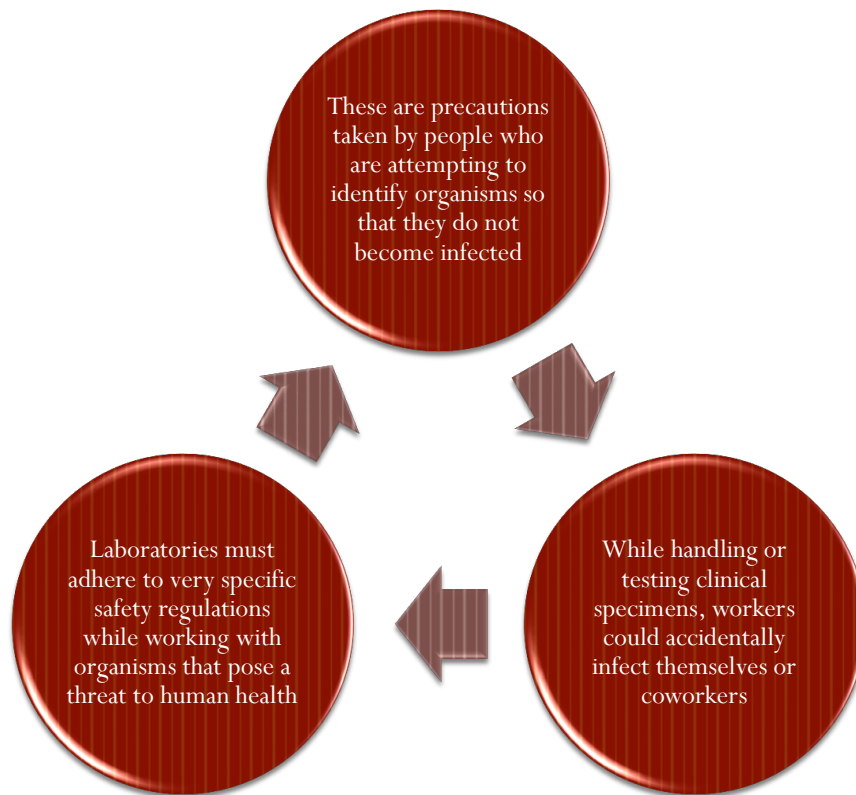 These are precautions
taken by people who
are attempting to
identify organisms so
that they do not
become infected
While handling or
testing clinical
specimens, workers
could accidentally
infect themselves or
coworkers
Laboratories must
adhere to very specific
safety regulations
while working with
organisms that pose a
threat to human health